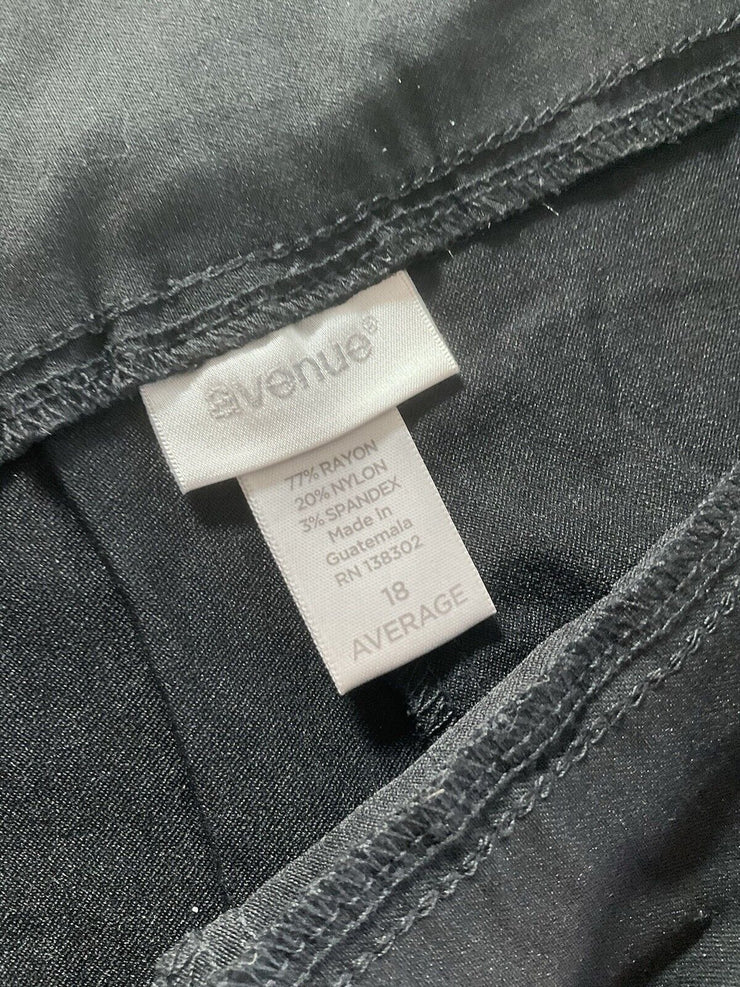 avenue®
77% RAYON
20% NYLON
3% SPANDEX
Made In
Guatemala
RN 138302
18
AVERAGE